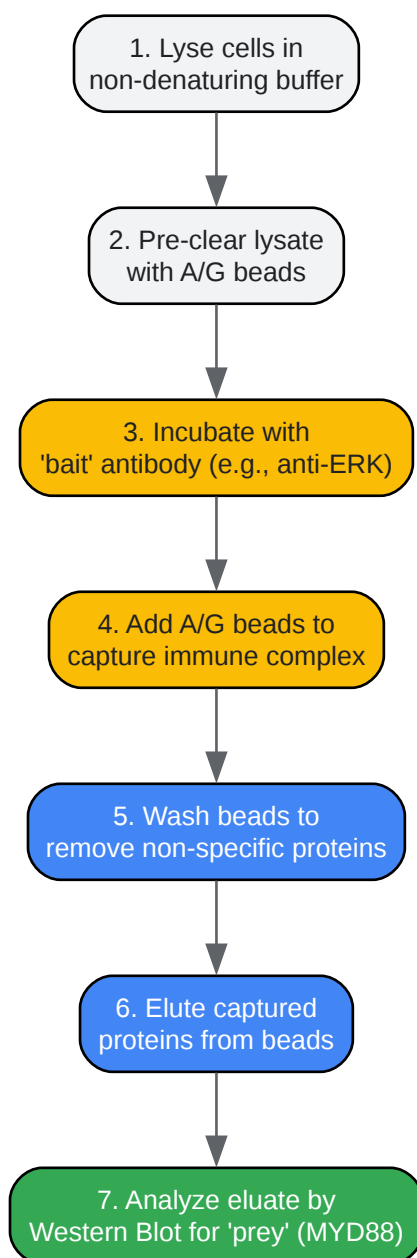 1. Lyse cells in
non-denaturing buffer
2. Pre-clear lysate
with A/G beads
3. Incubate with
'bait' antibody (e.g., anti-ERK)
4. Add A/G beads to
capture immune complex
5. Wash beads to
remove non-specific proteins
6. Elute captured
proteins from beads
7. Analyze eluate by
Western Blot for 'prey' (MYD88)